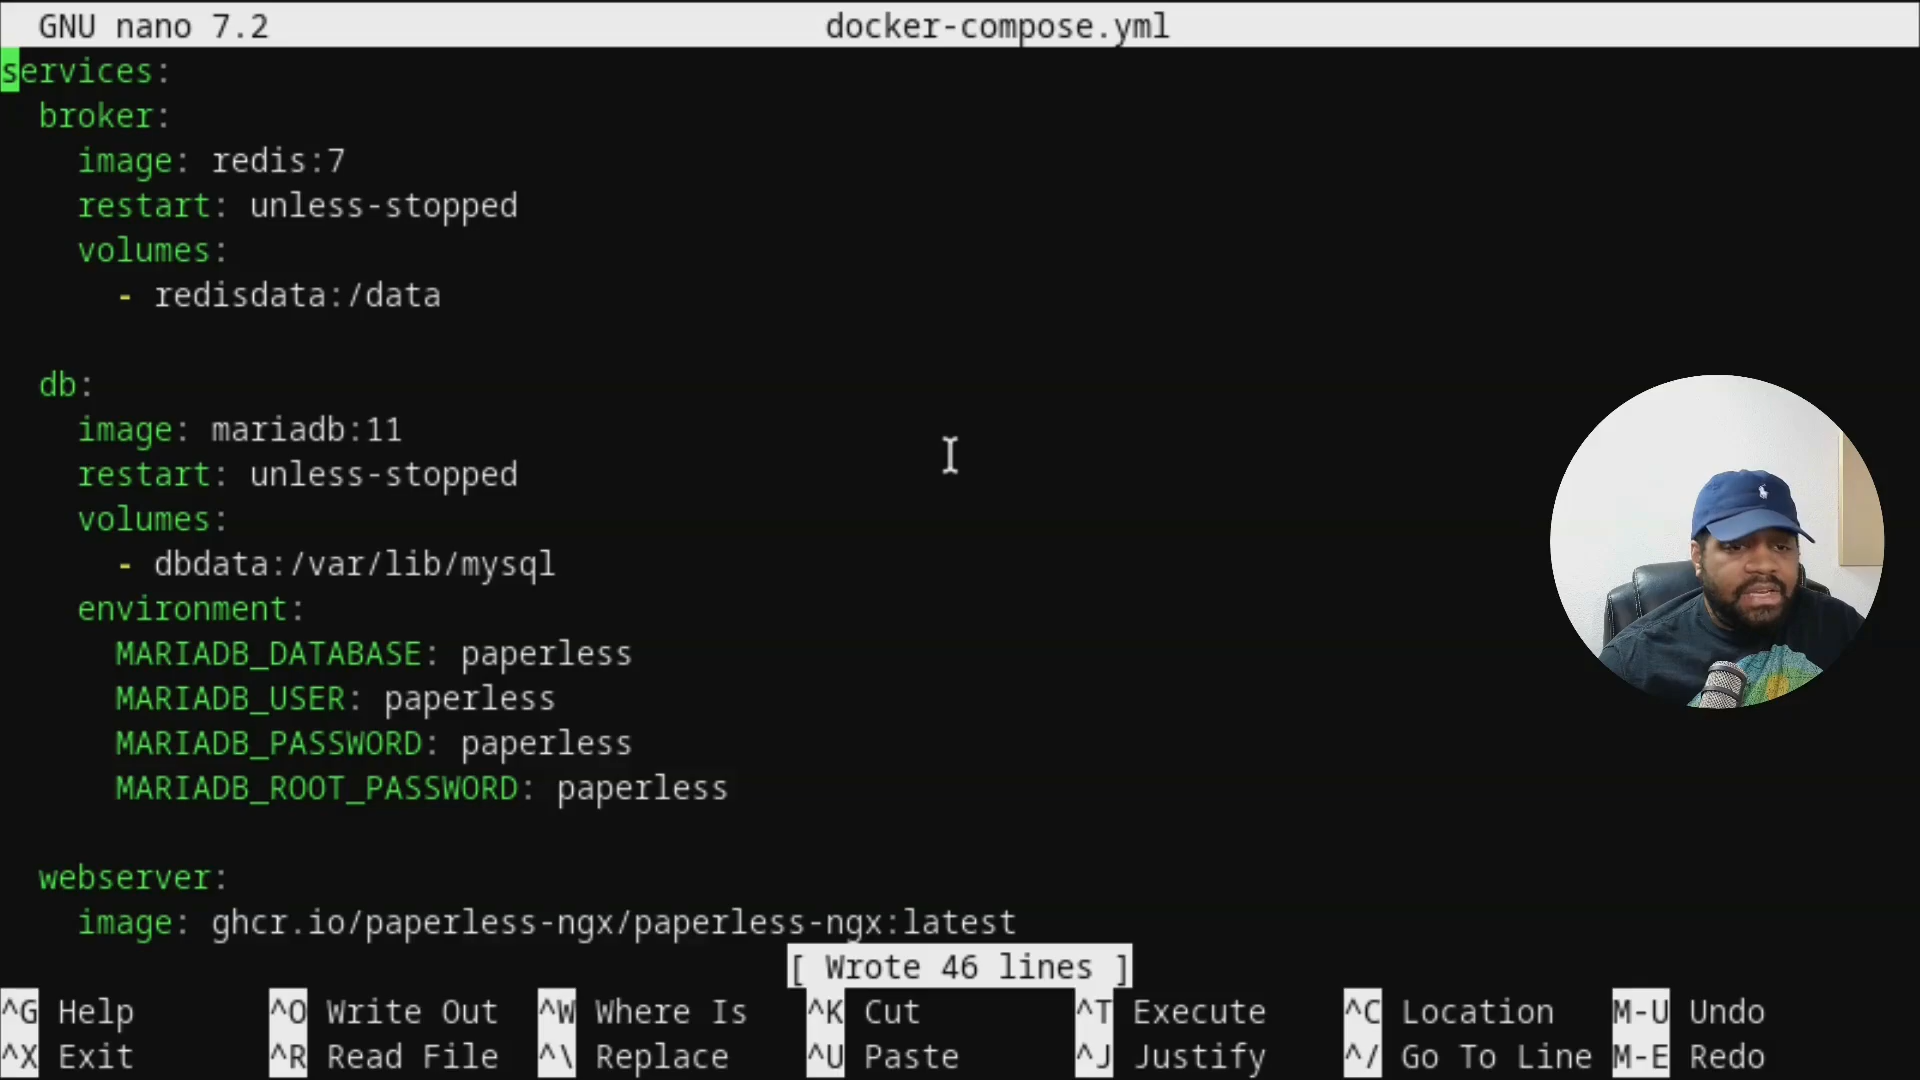 GNU nano 7.2 docker-compose.yml
services:
  broker:
    image: redis:7
    restart: unless-stopped
    volumes:
      - redisdata:/data

  db:
    image: mariadb:11
    restart: unless-stopped
    volumes:
      - dbdata:/var/lib/mysql
    environment:
      MARIADB_DATABASE: paperless
      MARIADB_USER: paperless
      MARIADB_PASSWORD: paperless
      MARIADB_ROOT_PASSWORD: paperless

  webserver:
    image: ghcr.io/paperless-ngx/paperless-ngx:latest
[ Wrote 46 lines ]
^G Help ^O Write Out ^W Where Is ^K Cut ^T Execute ^C Location M-U Undo
^X Exit ^R Read File ^\ Replace ^U Paste ^J Justify ^/ Go To Line M-E Redo